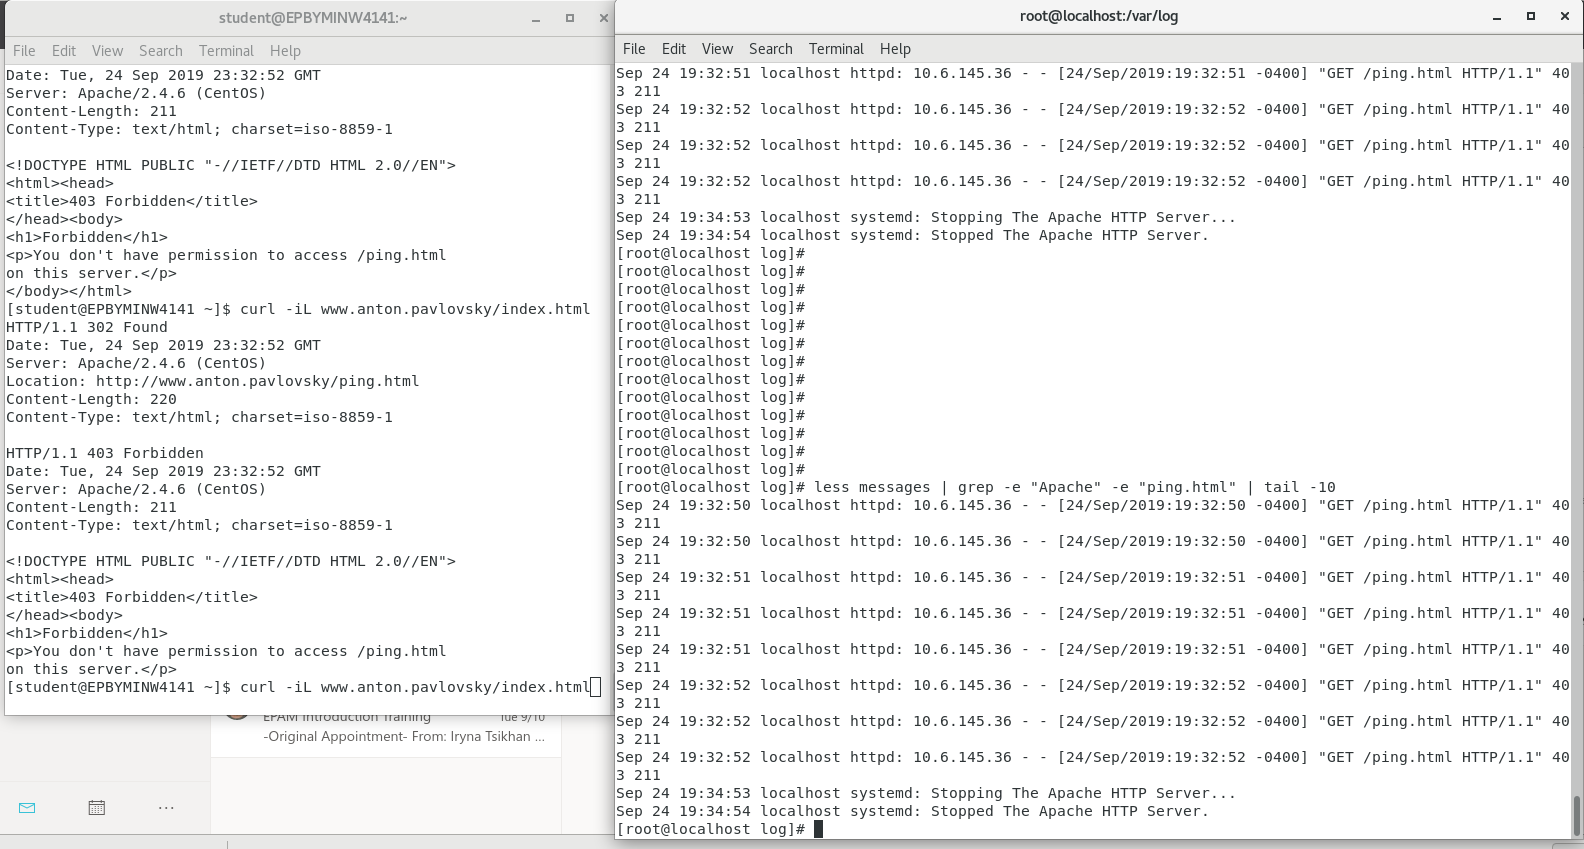 student@EPBYMINW4141:~
File Edit View Search Terminal Help
Date: Tue, 24 Sep 2019 23:32:52 GMT
Server: Apache/2.4.6 (CentOS)
Content-Length: 211
Content-Type: text/html; charset=iso-8859-1
<!DOCTYPE HTML PUBLIC "-//IETF//DTD HTML 2.0//EN">
<html><head>
<title>403 Forbidden</title>
</head><body>
<h1>Forbidden</h1>
<p>You don't have permission to access /ping.html
on this server.</p>
</body></html>
[student@EPBYMINW4141 ~]$ curl -iL www.anton.pavlovsky/index.html
HTTP/1.1 302 Found
Date: Tue, 24 Sep 2019 23:32:52 GMT
Server: Apache/2.4.6 (CentOS)
Location: http://www.anton.pavlovsky/ping.html
Content-Length: 220
Content-Type: text/html; charset=iso-8859-1
HTTP/1.1 403 Forbidden
Date: Tue, 24 Sep 2019 23:32:52 GMT
Server: Apache/2.4.6 (CentOS)
Content-Length: 211
Content-Type: text/html; charset=iso-8859-1
<!DOCTYPE HTML PUBLIC "-//IETF//DTD HTML 2.0//EN">
<html><head>
<title>403 Forbidden</title>
</head><body>
<h1>Forbidden</h1>
<p>You don't have permission to access /ping.html
on this server.</p>
[student@EPBYMINW4141 ~]$ curl -iL www.anton.pavlovsky/index.html
EPAM Introduction Training Tue 9/10
-Original Appointment- From: Iryna Tsikhan ...
root@localhost:/var/log
File Edit View Search Terminal Help
Sep 24 19:32:51 localhost httpd: 10.6.145.36 - - [24/Sep/2019:19:32:51 -0400] "GET /ping.html HTTP/1.1" 40
3 211
Sep 24 19:32:52 localhost httpd: 10.6.145.36 - - [24/Sep/2019:19:32:52 -0400] "GET /ping.html HTTP/1.1" 40
3 211
Sep 24 19:32:52 localhost httpd: 10.6.145.36 - - [24/Sep/2019:19:32:52 -0400] "GET /ping.html HTTP/1.1" 40
3 211
Sep 24 19:32:52 localhost httpd: 10.6.145.36 - - [24/Sep/2019:19:32:52 -0400] "GET /ping.html HTTP/1.1" 40
3 211
Sep 24 19:34:53 localhost systemd: Stopping The Apache HTTP Server...
Sep 24 19:34:54 localhost systemd: Stopped The Apache HTTP Server.
[root@localhost log]#
[root@localhost log]#
[root@localhost log]#
[root@localhost log]#
[root@localhost log]#
[root@localhost log]#
[root@localhost log]#
[root@localhost log]#
[root@localhost log]#
[root@localhost log]#
[root@localhost log]#
[root@localhost log]#
[root@localhost log]#
[root@localhost log]# less messages | grep -e "Apache" -e "ping.html" | tail -10
Sep 24 19:32:50 localhost httpd: 10.6.145.36 - - [24/Sep/2019:19:32:50 -0400] "GET /ping.html HTTP/1.1" 40
3 211
Sep 24 19:32:50 localhost httpd: 10.6.145.36 - - [24/Sep/2019:19:32:50 -0400] "GET /ping.html HTTP/1.1" 40
3 211
Sep 24 19:32:51 localhost httpd: 10.6.145.36 - - [24/Sep/2019:19:32:51 -0400] "GET /ping.html HTTP/1.1" 40
3 211
Sep 24 19:32:51 localhost httpd: 10.6.145.36 - - [24/Sep/2019:19:32:51 -0400] "GET /ping.html HTTP/1.1" 40
3 211
Sep 24 19:32:51 localhost httpd: 10.6.145.36 - - [24/Sep/2019:19:32:51 -0400] "GET /ping.html HTTP/1.1" 40
3 211
Sep 24 19:32:52 localhost httpd: 10.6.145.36 - - [24/Sep/2019:19:32:52 -0400] "GET /ping.html HTTP/1.1" 40
3 211
Sep 24 19:32:52 localhost httpd: 10.6.145.36 - - [24/Sep/2019:19:32:52 -0400] "GET /ping.html HTTP/1.1" 40
3 211
Sep 24 19:32:52 localhost httpd: 10.6.145.36 - - [24/Sep/2019:19:32:52 -0400] "GET /ping.html HTTP/1.1" 40
3 211
Sep 24 19:34:53 localhost systemd: Stopping The Apache HTTP Server...
Sep 24 19:34:54 localhost systemd: Stopped The Apache HTTP Server.
[root@localhost log]#